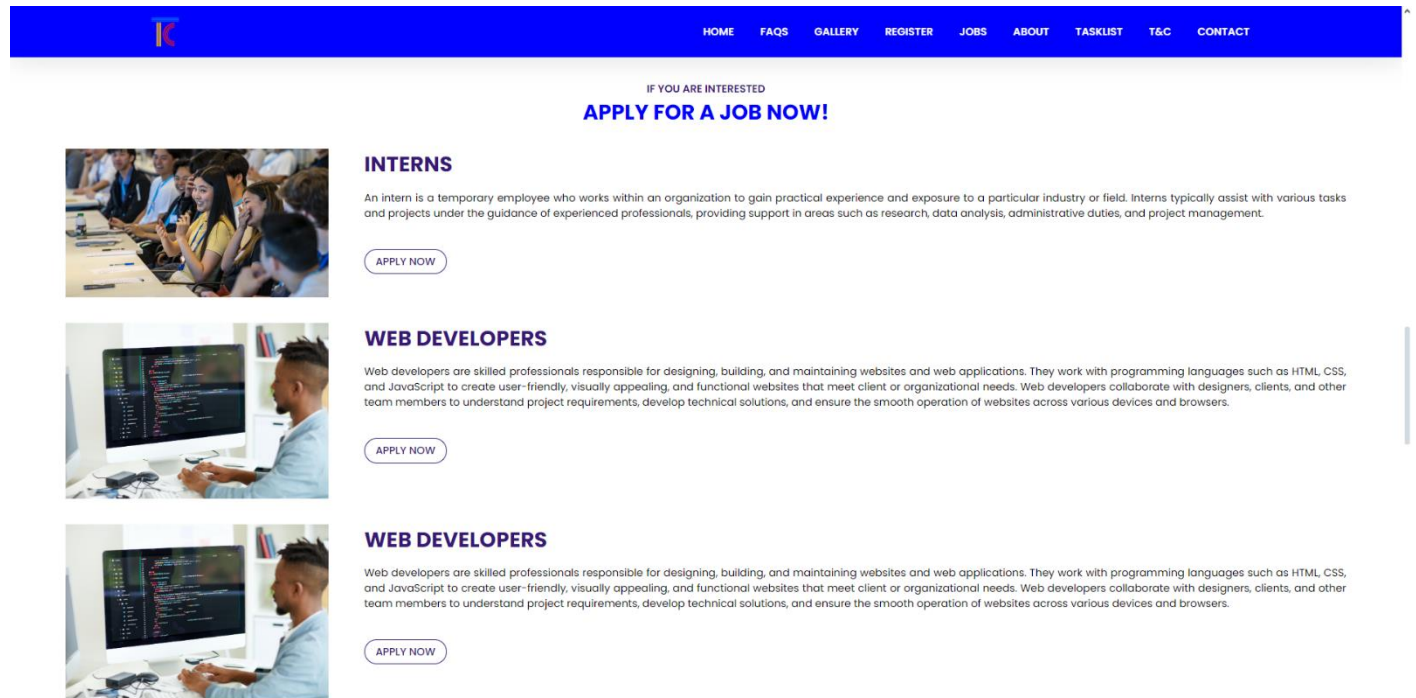 TC
HOME FAQS GALLERY REGISTER JOBS ABOUT TASKLIST T&C CONTACT
IF YOU ARE INTERESTED
APPLY FOR A JOB NOW!
INTERNS
An intern is a temporary employee who works within an organization to gain practical experience and exposure to a particular industry or field. Interns typically assist with various tasks
and projects under the guidance of experienced professionals, providing support in areas such as research, data analysis, administrative duties, and project management.
APPLY NOW
WEB DEVELOPERS
Web developers are skilled professionals responsible for designing, building, and maintaining websites and web applications. They work with programming languages such as HTML, CSS,
and JavaScript to create user-friendly, visually appealing, and functional websites that meet client or organizational needs. Web developers collaborate with designers, clients, and other
team members to understand project requirements, develop technical solutions, and ensure the smooth operation of websites across various devices and browsers.
APPLY NOW
WEB DEVELOPERS
Web developers are skilled professionals responsible for designing, building, and maintaining websites and web applications. They work with programming languages such as HTML, CSS,
and JavaScript to create user-friendly, visually appealing, and functional websites that meet client or organizational needs. Web developers collaborate with designers, clients, and other
team members to understand project requirements, develop technical solutions, and ensure the smooth operation of websites across various devices and browsers.
APPLY NOW